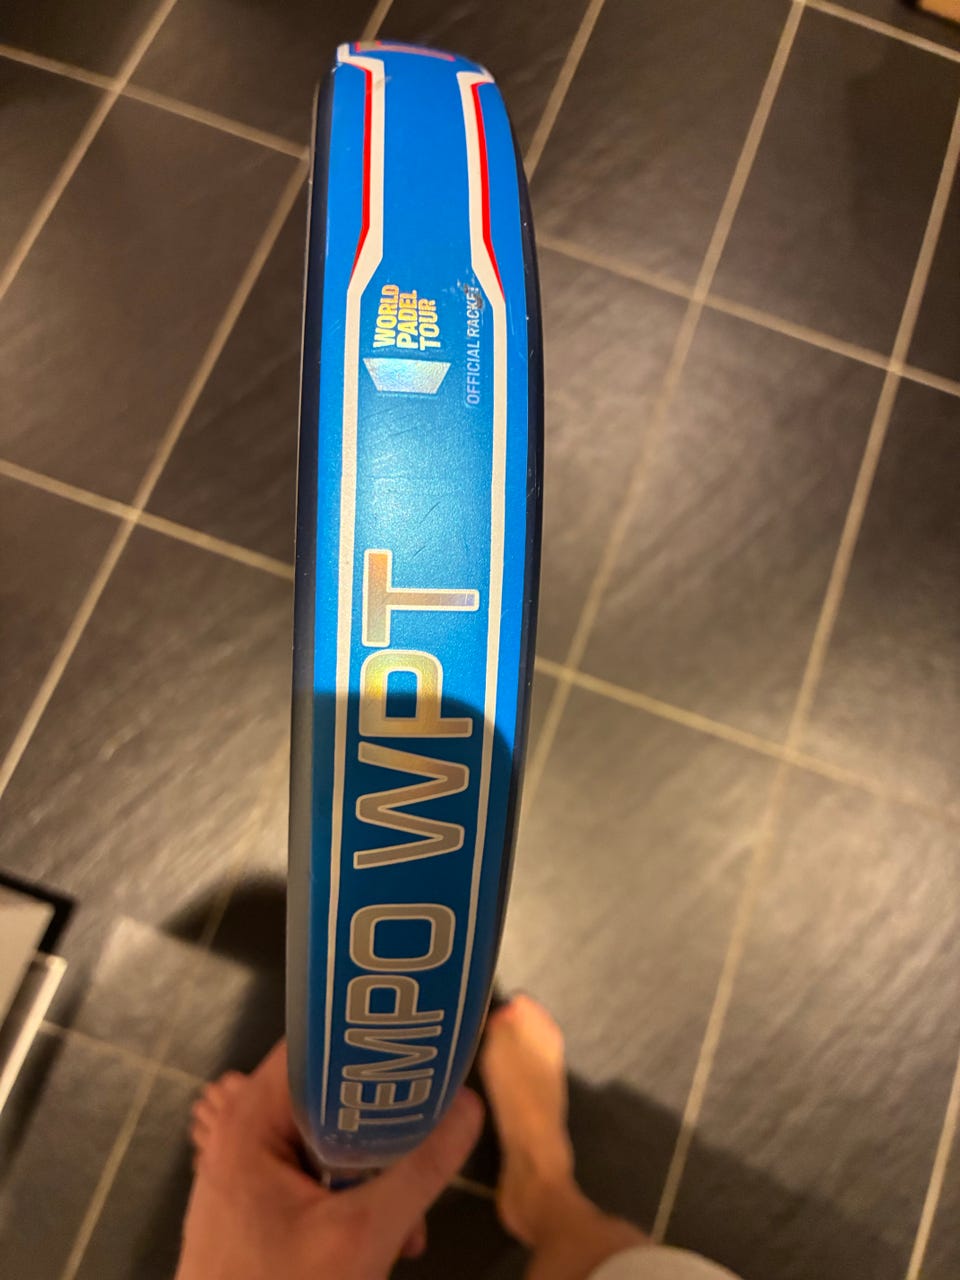 WORLD
PADEL
TOUR
OFFICIAL RACKET
TEMPO WPT